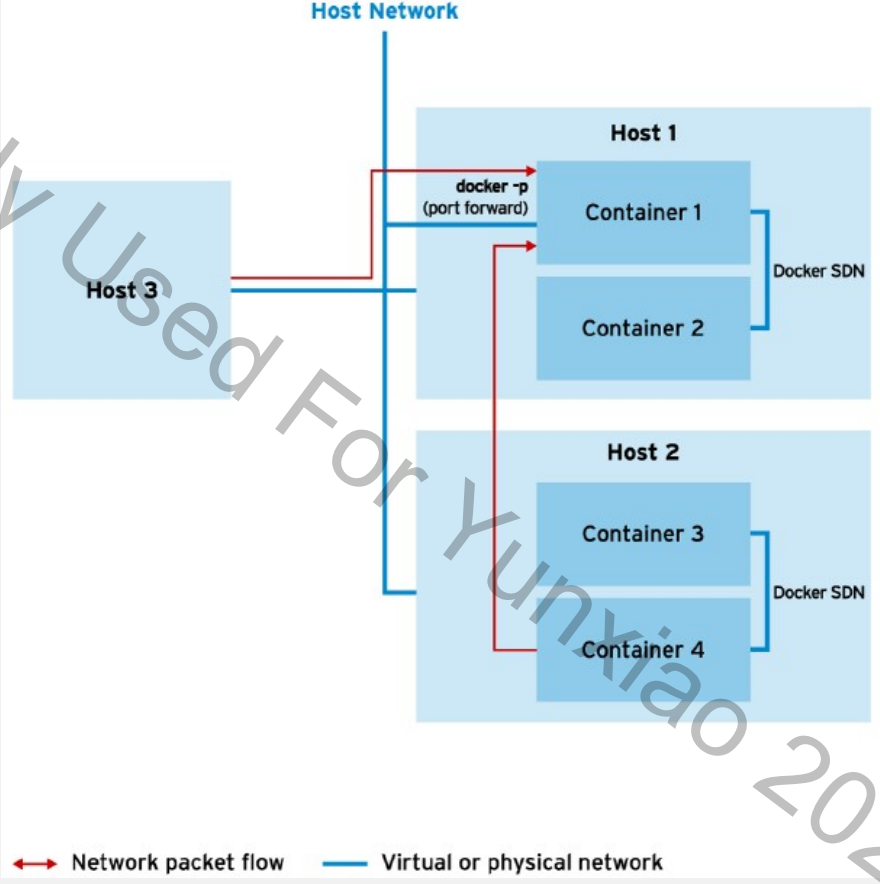 Host Network
Host 1
docker -p
(port forward)
Container 1
Docker SDN
Host 3
Container 2
Host 2
Container 3
Docker SDN
Container 4
Used For Yunxiao
Network packet flow
Virtual or physical network